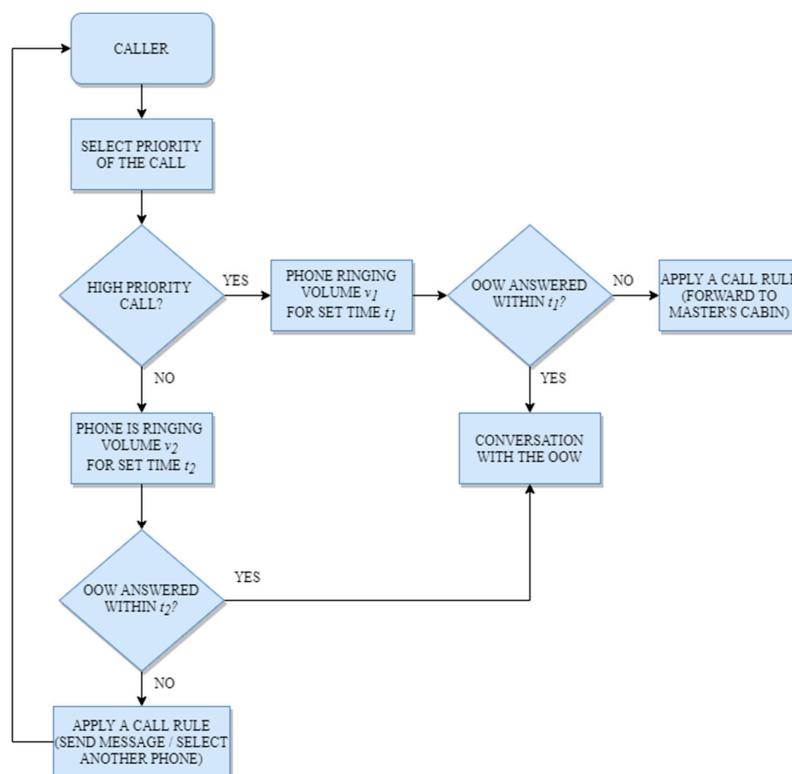 CALLER
SELECT PRIORITY
OF THE CALL
HIGH PRIORITY
CALL?
YES
PHONE RINGING
VOLUME v1
FOR SET TIME t1
OOW ANSWERED
WITHIN t1?
NO
APPLY A CALL RULE
(FORWARD TO
MASTER'S CABIN)
NO
YES
PHONE IS RINGING
VOLUME v2
FOR SET TIME t2
CONVERSATION
WITH THE OOW
OOW ANSWERED
WITHIN t2?
YES
NO
APPLY A CALL RULE
(SEND MESSAGE / SELECT
ANOTHER PHONE)